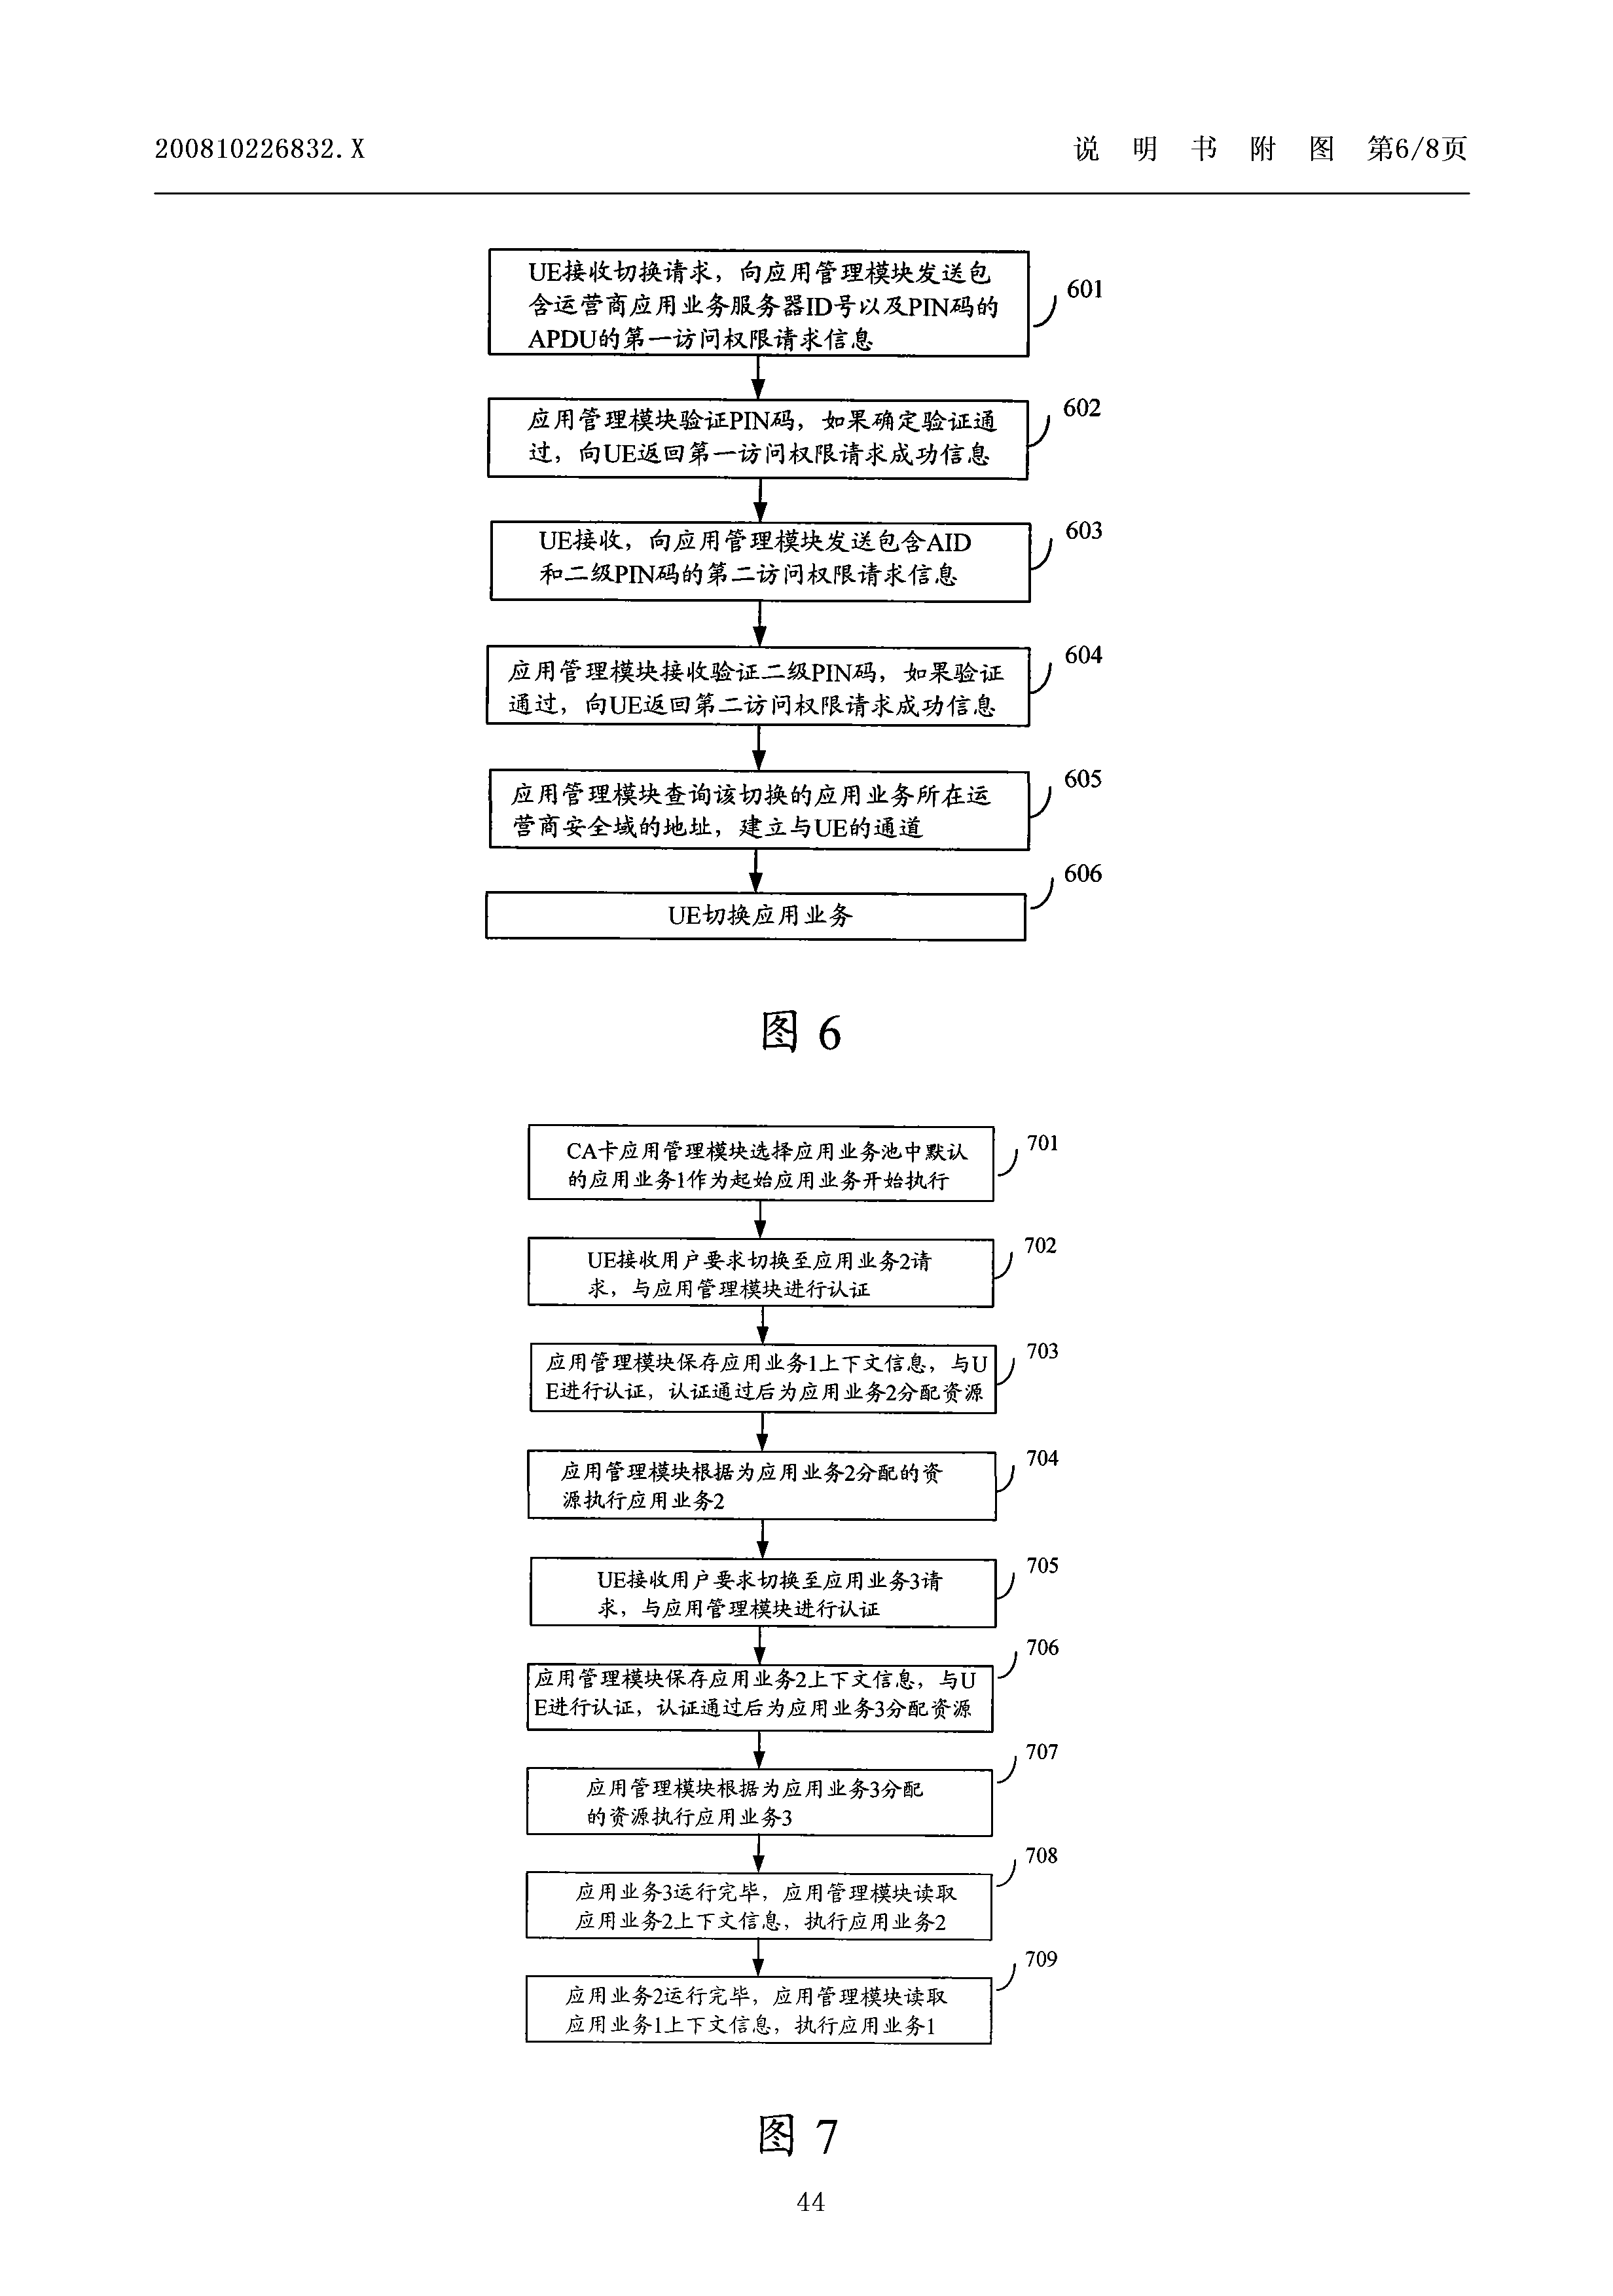 200810226832.X
说 明 书 附 图 第6/8页
UE接收切换请求，向应用管理模块发送包
含运营商应用业务服务器ID号以及PIN码的
APDU的第一访问权限请求信息
601
应用管理模块验证PIN码，如果确定验证通
过，向UE返回第一访问权限请求成功信息
602
UE接收，向应用管理模块发送包含AID
和二级PIN码的第二访问权限请求信息
603
应用管理模块接收验证二级PIN码，如果验证
通过，向UE返回第二访问权限请求成功信息
604
应用管理模块查询该切换的应用业务所在运
营商安全域的地址，建立与UE的通道
605
UE切换应用业务
606
图 6
CA卡应用管理模块选择应用业务池中默认
的应用业务1作为起始应用业务开始执行
701
UE接收用户要求切换至应用业务2请
求，与应用管理模块进行认证
702
应用管理模块保存应用业务1上下文信息，与U
E进行认证，认证通过后为应用业务2分配资源
703
应用管理模块根据为应用业务2分配的资
源执行应用业务2
704
UE接收用户要求切换至应用业务3请
求，与应用管理模块进行认证
705
应用管理模块保存应用业务2上下文信息，与U
E进行认证，认证通过后为应用业务3分配资源
706
应用管理模块根据为应用业务3分配
的资源执行应用业务3
707
应用业务3运行完毕，应用管理模块读取
应用业务2上下文信息，执行应用业务2
708
应用业务2运行完毕，应用管理模块读取
应用业务1上下文信息，执行应用业务1
709
图 7
44